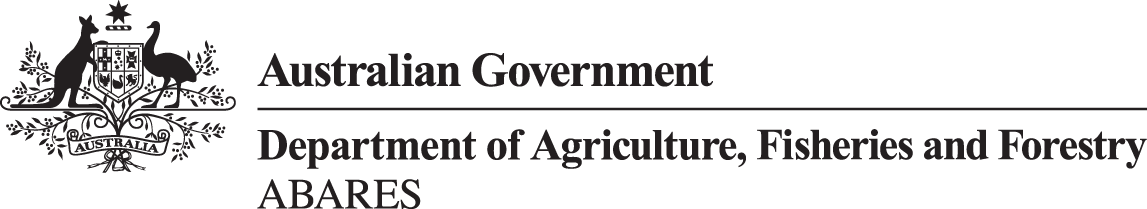 AUSTRALIA
Australian Government
Department of Agriculture, Fisheries and Forestry
ABARES